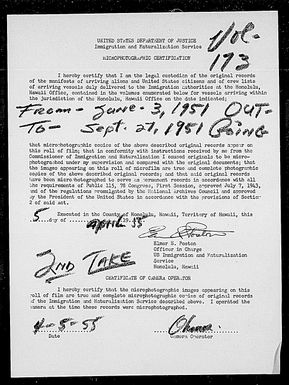 Vol-
173
UNITED STATES DEPARTMENT OF JUSTICE
Immigration and Naturalization Service
MICROPHOTOGRAPHIC CERTIFICATION
I hereby certify that I am the legal custodian of the original records
of the manifests of arriving aliens and United States citizens and of crew lists
of arriving vessels duly delivered to the Immigration authorities at the Honolulu,
Hawaii Office, contained in the volumes enumerated below for vessels arriving within
the jurisdiction of the Honolulu, Hawaii Office on the date indicated;
From- June- 3, 1951 OUT-
To- Sept. 27, 1951 GOING
that microphotographic copies of the above described original records appear on
this roll of film; that in conformity with instructions received by me from the
Commissioner of Immigration and Naturalization I caused originals to be micro-
photographed under my supervision and compared with the original documents; that
the images appearing on this roll of microfilm are true and complete photographic
copies of the above described original records; and that said original records
have been microphotographed to serve as permanent records in accordance with all
the requirements of Public 115, 78 Congress, First Session, approved July 7, 1943,
and of the regulations promulgated by the National Archives Council and approved by
the President of the United States in accordance with the provisions of Section
2 of said act.
Executed in the County of Honolulu, Hawaii, Territory of Hawaii, this
5 day of April 55
Elmer B. Poston
Officer in Charge
US Immigration and Naturalization
Service
Honolulu, Hawaii
2ND TAKE
CERTIFICATE OF CAMERA OPERATOR
I hereby certify that the microphotographic images appearing on this
roll of film are true and complete microphotographic copies of original records
of the Immigration and Naturalization Service described above. I operated the
camera at the time these records were microphotographed.
4-5-55
Date
Camera Operator